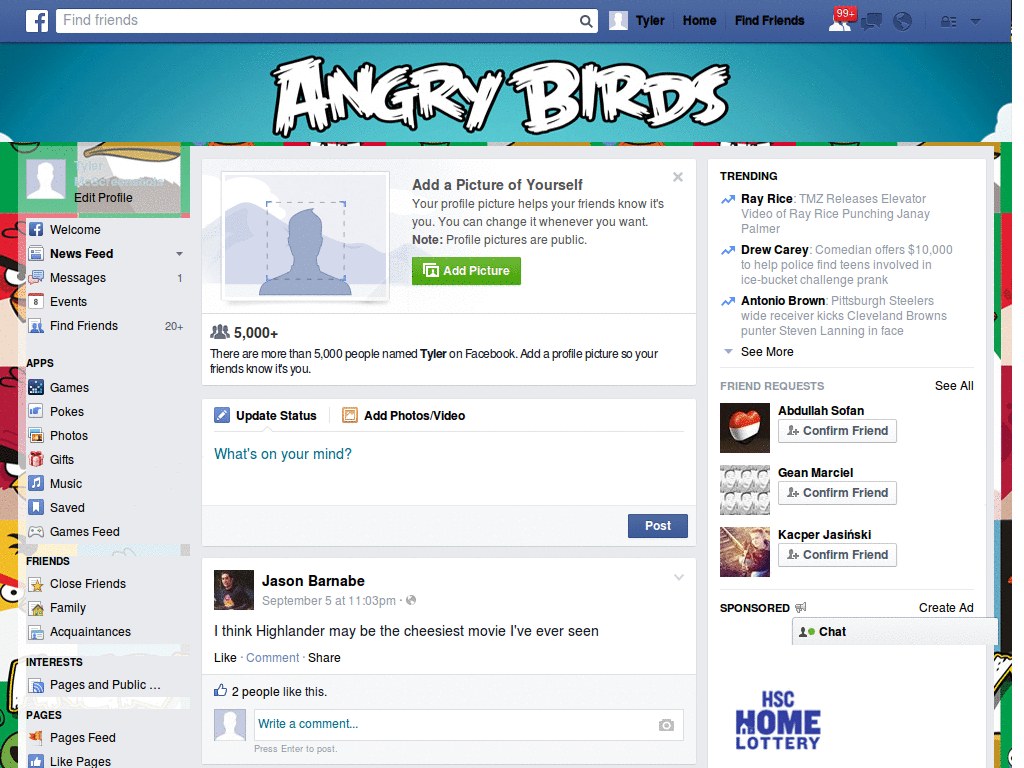 Find friends
Tyler
Home
Find Friends
99+
ANGRY BIRDS
Tyler
Edit Profile
Welcome
News Feed
Messages 1
8
Events
Find Friends 20+
APPS
Games
Pokes
Photos
Gifts
Music
Saved
Games Feed
FRIENDS
Close Friends
Family
Acquaintances
INTERESTS
Pages and Public ...
PAGES
Pages Feed
Like Pages
Add a Picture of Yourself
Your profile picture helps your friends know it's
you. You can change it whenever you want.
Note: Profile pictures are public.
Add Picture
5,000+
There are more than 5,000 people named Tyler on Facebook. Add a profile picture so your
friends know it's you.
Update Status
Add Photos/Video
What's on your mind?
Post
Jason Barnabe
September 5 at 11:03pm ·
I think Highlander may be the cheesiest movie I've ever seen
Like · Comment · Share
2 people like this.
Write a comment...
Press Enter to post.
TRENDING
Ray Rice: TMZ Releases Elevator
Video of Ray Rice Punching Janay
Palmer
Drew Carey: Comedian offers $10,000
to help police find teens involved in
ice-bucket challenge prank
Antonio Brown: Pittsburgh Steelers
wide receiver kicks Cleveland Browns
punter Steven Lanning in face
See More
FRIEND REQUESTS See All
Abdullah Sofan
Confirm Friend
Gean Marciel
Confirm Friend
Kacper Jasiński
Confirm Friend
SPONSORED Create Ad
Chat
HSC
HOME
LOTTERY